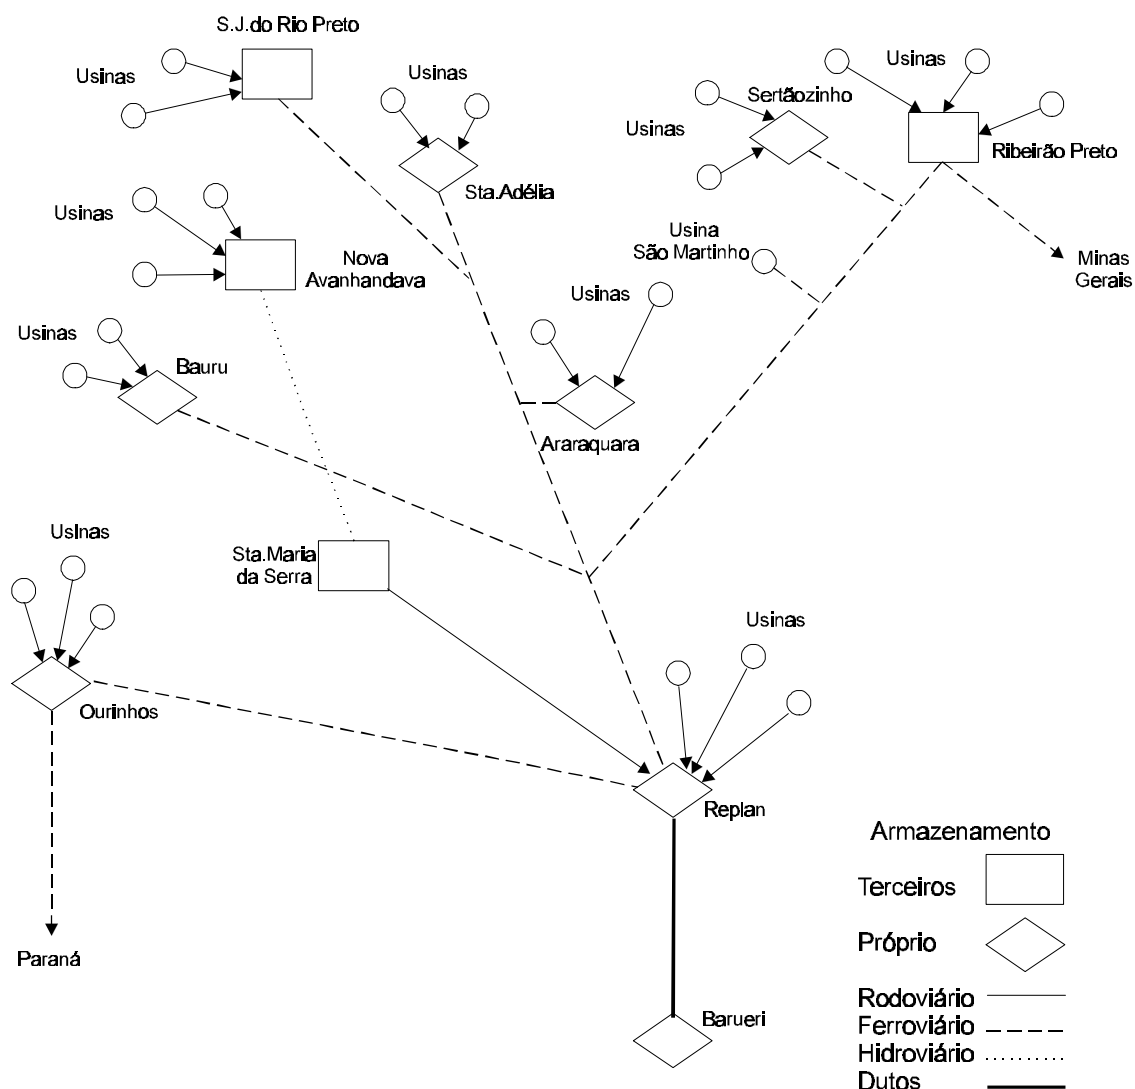 S.J.do Rio Preto
Usinas
Usinas
Usinas
Sertãozinho
Usinas
Ribeirão Preto
Sta.Adélia
Usinas
Nova
Avanhandava
Usina
São Martinho
Minas
Gerais
Usinas
Usinas
Bauru
Araraquara
UsInas
Sta.Maria
da Serra
Usinas
Ourinhos
Replan
Paraná
Barueri
Armazenamento
Terceiros
Próprio
Rodoviário
Ferroviário
Hidroviário
Dutos